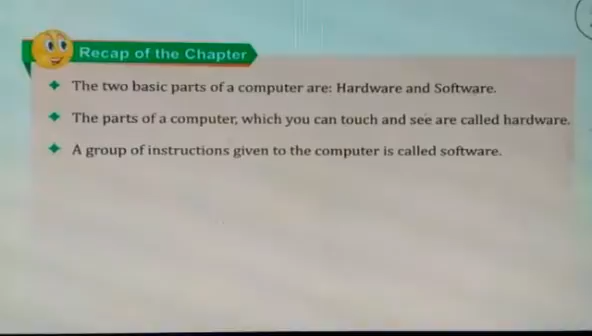 Recap of the Chapter
The two basic parts of a computer are: Hardware and Software.
The parts of a computer, which you can touch and see are called hardware.
A group of instructions given to the computer is called software.